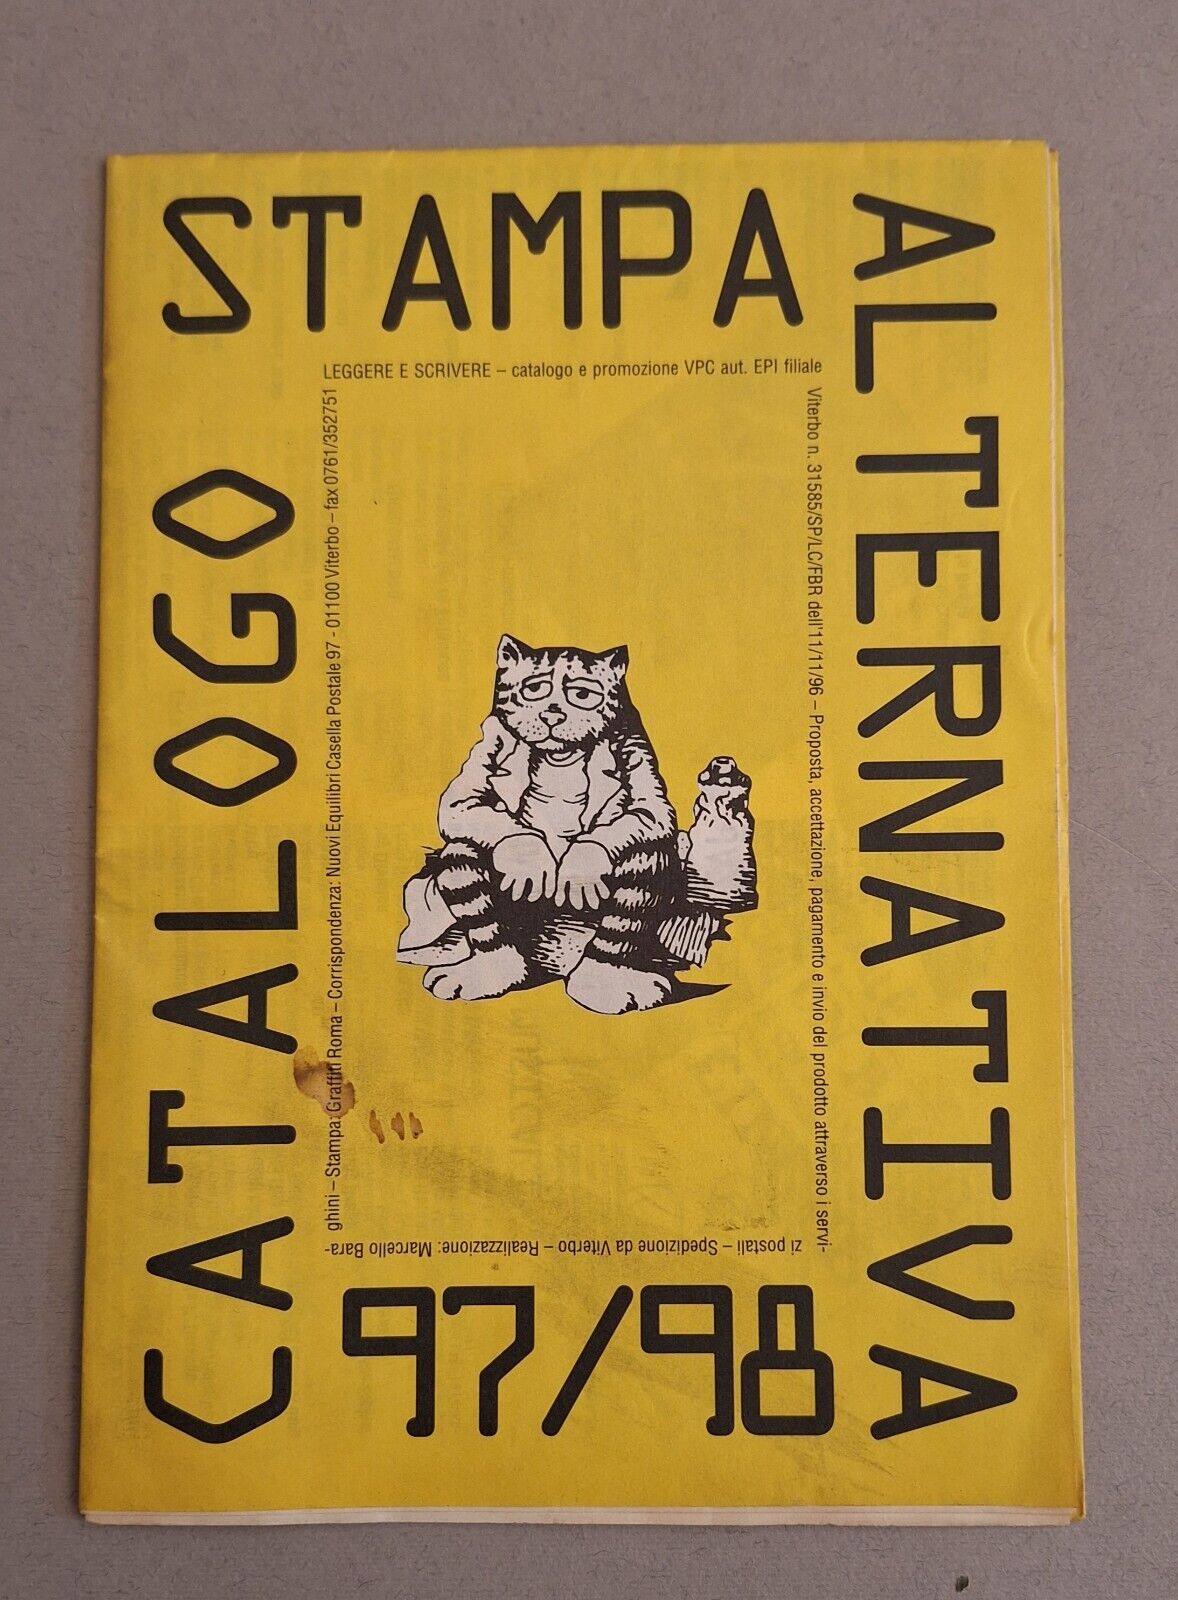 CATALOGO
STAMPA
ALTERNATIVA
97/98
LEGGERE E SCRIVERE – catalogo e promozione VPC aut. EPI filiale
Viterbo n. 31585/SP/LC/FBR dell'11/11/96 – Proposta, accettazione, pagamento e invio del prodotto attraverso i servi-
zi postali – Spedizione da Viterbo – Realizzazione: Marcello Bara-
ghini – Stampa: Graffiti Roma – Corrispondenza: Nuovi Equilibri Casella Postale 97 - 01100 Viterbo – fax 0761/352751